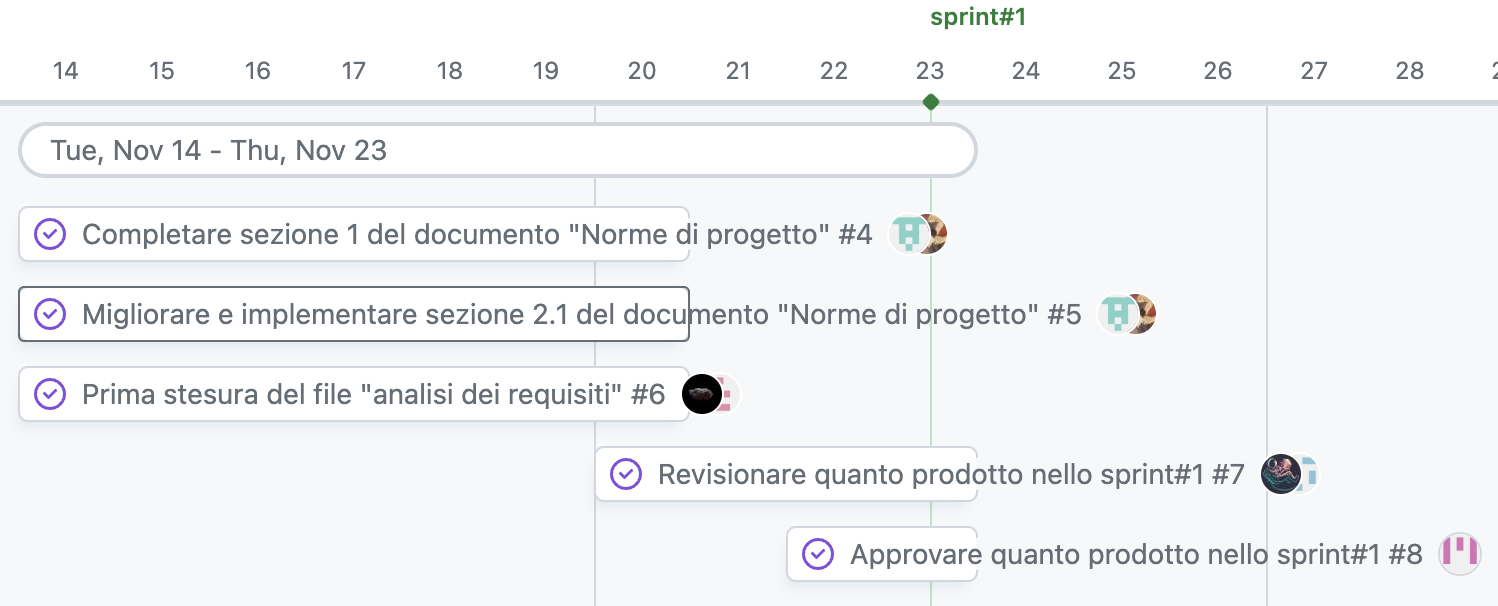 sprint#1
14 15 16 17 18 19 20 21 22 23 24 25 26 27 28
Tue, Nov 14 - Thu, Nov 23
Completare sezione 1 del documento "Norme di progetto" #4
Migliorare e implementare sezione 2.1 del documento "Norme di progetto" #5
Prima stesura del file "analisi dei requisiti" #6
Revisionare quanto prodotto nello sprint#1 #7
Approvare quanto prodotto nello sprint#1 #8